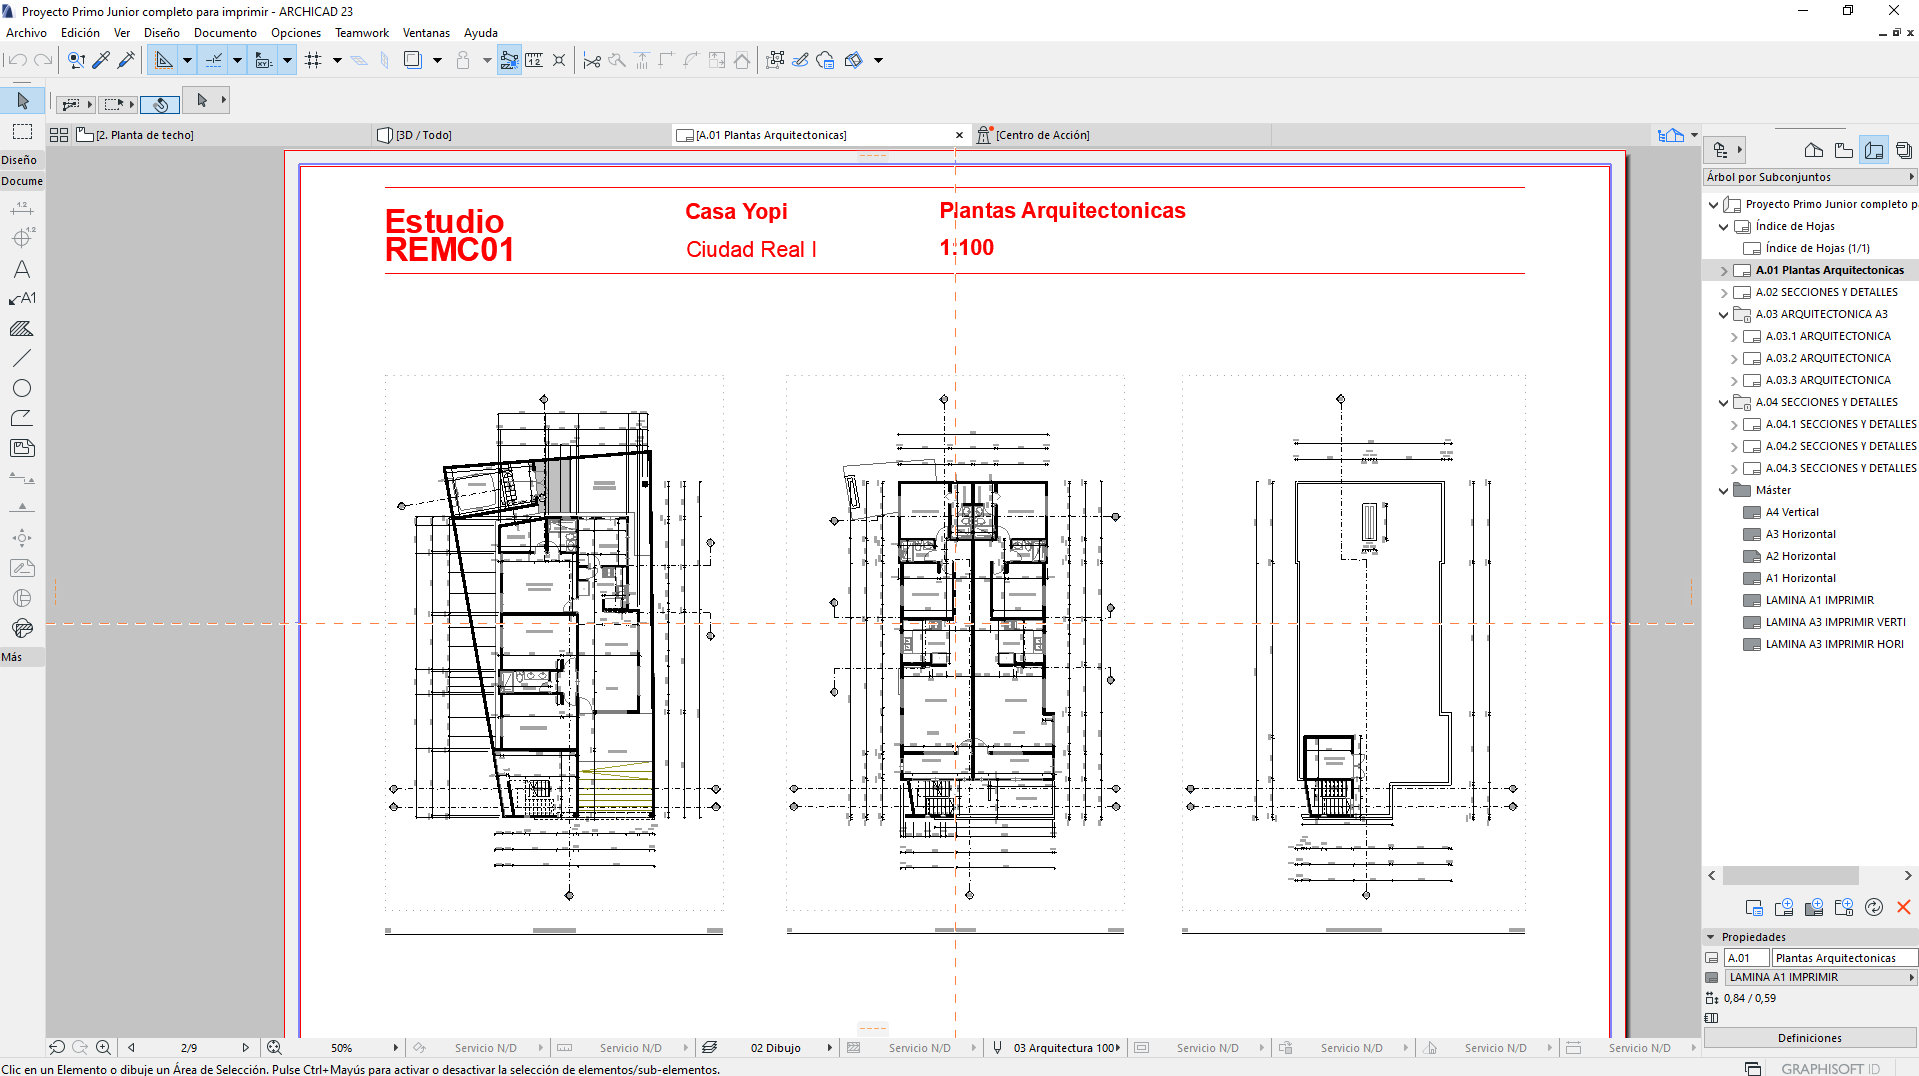 Proyecto Primo Junior completo para imprimir - ARCHICAD 23
Archivo Edición Ver Diseño Documento Opciones Teamwork Ventanas Ayuda
[2. Planta de techo] [3D / Todo] [A.01 Plantas Arquitectonicas] [Centro de Acción]
Diseño
Docume
Más
Estudio
REMC01
Casa Yopi
Ciudad Real I
Plantas Arquitectonicas
1:100
Árbol por Subconjuntos
Proyecto Primo Junior completo p
Índice de Hojas
Índice de Hojas (1/1)
A.01 Plantas Arquitectonicas
A.02 SECCIONES Y DETALLES
A.03 ARQUITECTONICA A3
A.03.1 ARQUITECTONICA
A.03.2 ARQUITECTONICA
A.03.3 ARQUITECTONICA
A.04 SECCIONES Y DETALLES
A.04.1 SECCIONES Y DETALLES
A.04.2 SECCIONES Y DETALLES
A.04.3 SECCIONES Y DETALLES
Máster
A4 Vertical
A3 Horizontal
A2 Horizontal
A1 Horizontal
LAMINA A1 IMPRIMIR
LAMINA A3 IMPRIMIR VERTI
LAMINA A3 IMPRIMIR HORI
Propiedades
A.01 Plantas Arquitectonicas
LAMINA A1 IMPRIMIR
0,84 / 0,59
Definiciones
2/9 50% Servicio N/D Servicio N/D 02 Dibujo Servicio N/D 03 Arquitectura 100 Servicio N/D Servicio N/D Servicio N/D Servicio N/D
Clic en un Elemento o dibuje un Área de Selección. Pulse Ctrl+Mayús para activar o desactivar la selección de elementos/sub-elementos.
GRAPHISOFT ID